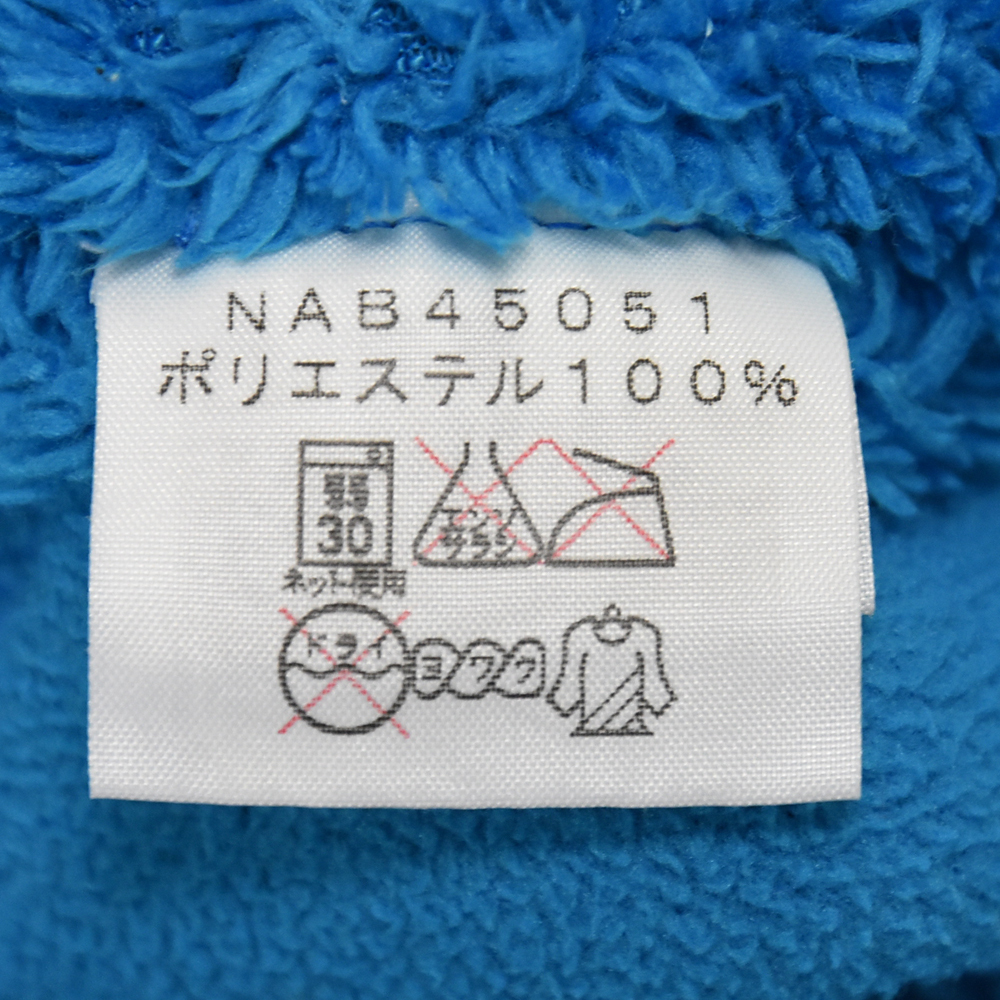 NAB45051
ポリエステル100%
弱
30
ネット使用
エンソ
サラシ
ドライ
ヨワク